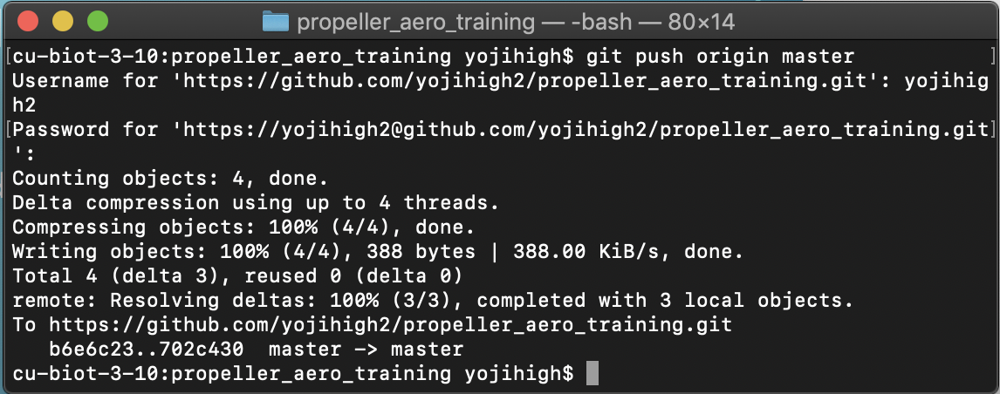 propeller_aero_training — -bash — 80×14
[cu-biot-3-10:propeller_aero_training yojihigh$ git push origin master ]
Username for 'https://github.com/yojihigh2/propeller_aero_training.git': yojihig
h2
[Password for 'https://yojihigh2@github.com/yojihigh2/propeller_aero_training.git]
':
Counting objects: 4, done.
Delta compression using up to 4 threads.
Compressing objects: 100% (4/4), done.
Writing objects: 100% (4/4), 388 bytes | 388.00 KiB/s, done.
Total 4 (delta 3), reused 0 (delta 0)
remote: Resolving deltas: 100% (3/3), completed with 3 local objects.
To https://github.com/yojihigh2/propeller_aero_training.git
   b6e6c23..702c430  master -> master
cu-biot-3-10:propeller_aero_training yojihigh$